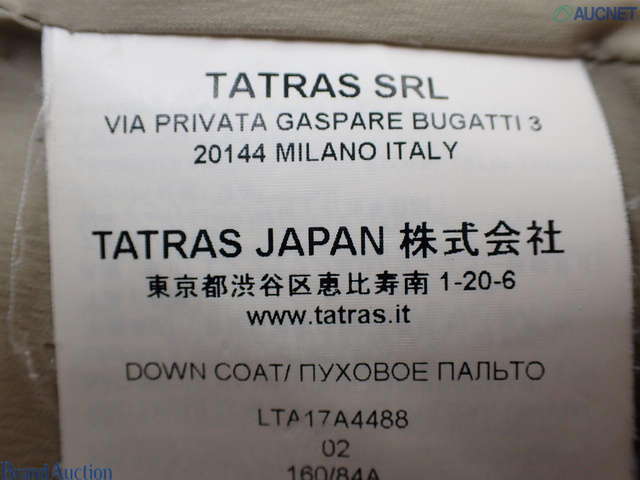 AUCNET
TATRAS SRL
VIA PRIVATA GASPARE BUGATTI 3
20144 MILANO ITALY
TATRAS JAPAN 株式会社
東京都渋谷区恵比寿南 1-20-6
www.tatras.it
DOWN COAT/ ПУХОВОЕ ПАЛЬТО
LTA17A4488
02
160/84A
Brand Auction